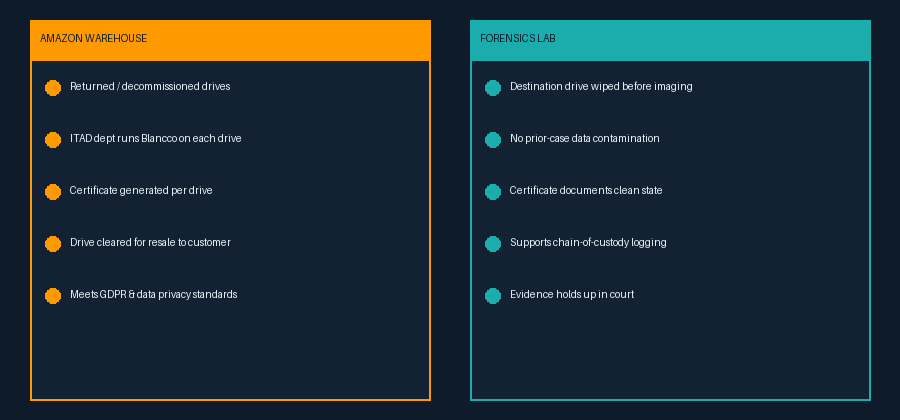 AMAZON WAREHOUSE
Returned / decommissioned drives
ITAD dept runs Blancco on each drive
Certificate generated per drive
Drive cleared for resale to customer
Meets GDPR & data privacy standards
FORENSICS LAB
Destination drive wiped before imaging
No prior-case data contamination
Certificate documents clean state
Supports chain-of-custody logging
Evidence holds up in court